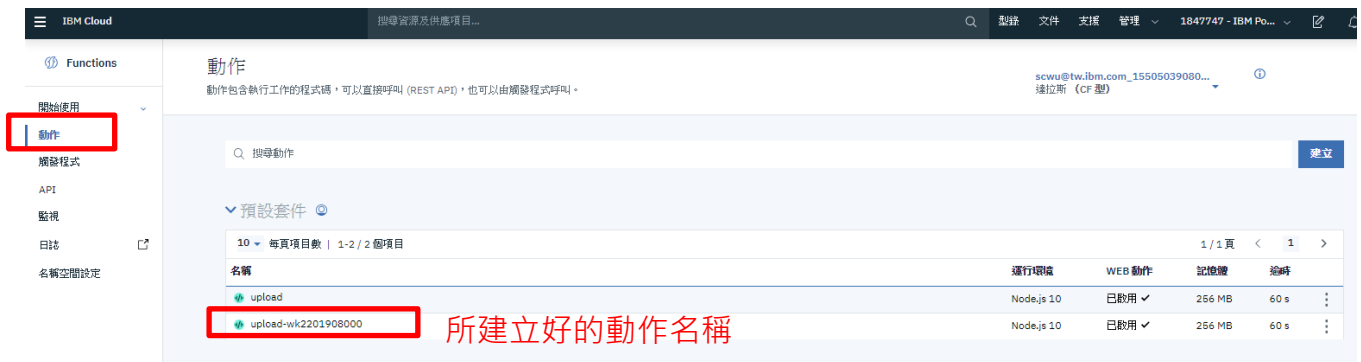 IBM Cloud 搜尋資源及供應項目... 型錄 文件 支援 管理 1847747 - IBM Po...
Functions
開始使用
動作
觸發程式
API
監視
日誌
名稱空間設定
動作
動作包含執行工作的程式碼,可以直接呼叫 (REST API),也可以由觸發程式呼叫。
scwu@tw.ibm.com_15505039080...
達拉斯 (CF 型)
搜尋動作 建立
預設套件
10 每頁項目數 | 1-2 / 2 個項目 1 / 1 頁 < 1 >
名稱 運行環境 WEB 動作 記憶體 逾時
upload Node.js 10 已啟用 ✓ 256 MB 60 s
upload-wk2201908000 Node.js 10 已啟用 ✓ 256 MB 60 s
所建立好的動作名稱